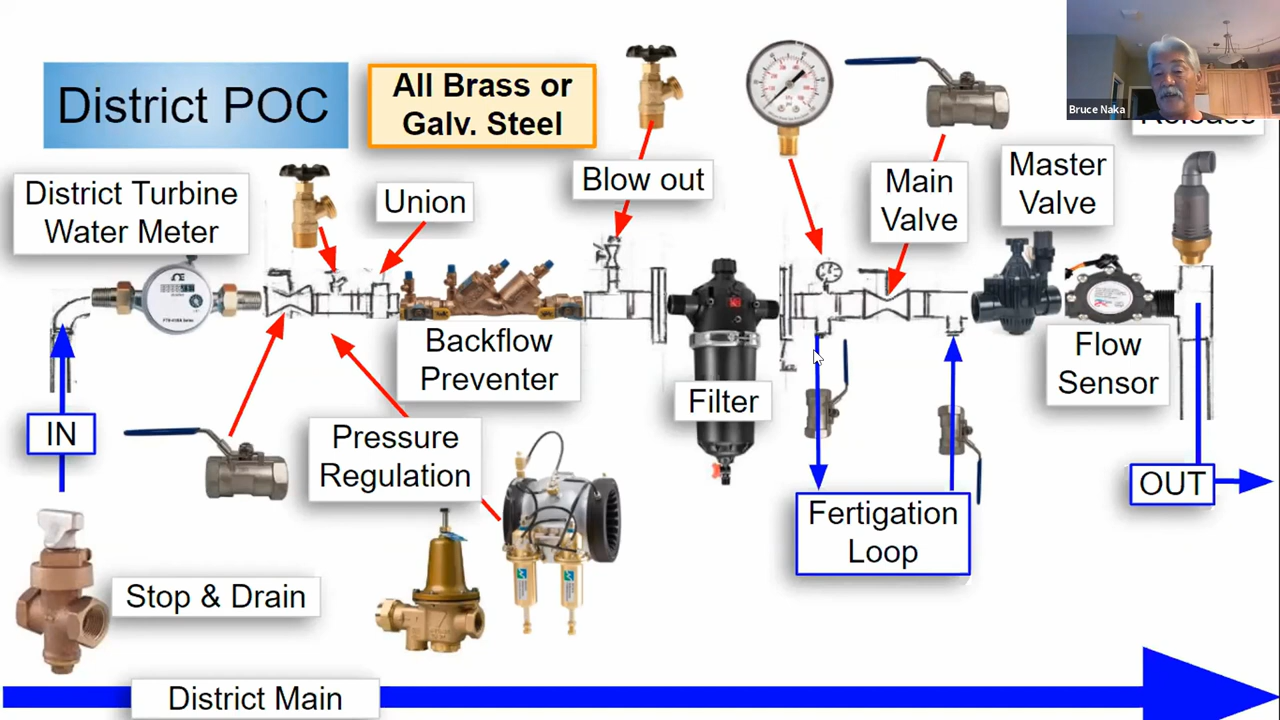 District POC
All Brass or
Galv. Steel
Bruce Naka
District Turbine
Water Meter
Union
Blow out
Main
Valve
Master
Valve
Backflow
Preventer
Filter
Flow
Sensor
IN
Pressure
Regulation
OUT
Fertigation
Loop
Stop & Drain
District Main